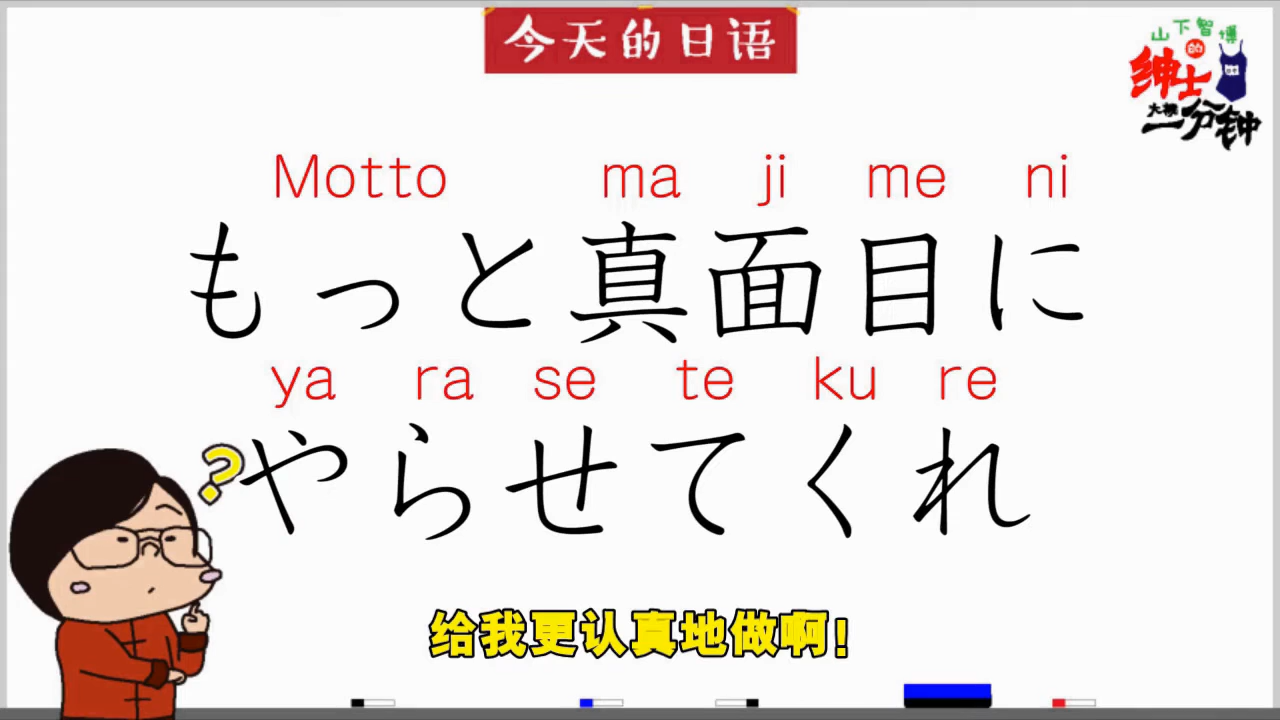 今天的日语
山下智博
的
绅士
大概
一分钟
Motto ma ji me ni
もっと真面目に
ya ra se te ku re
やらせてくれ
?
给我更认真地做啊!